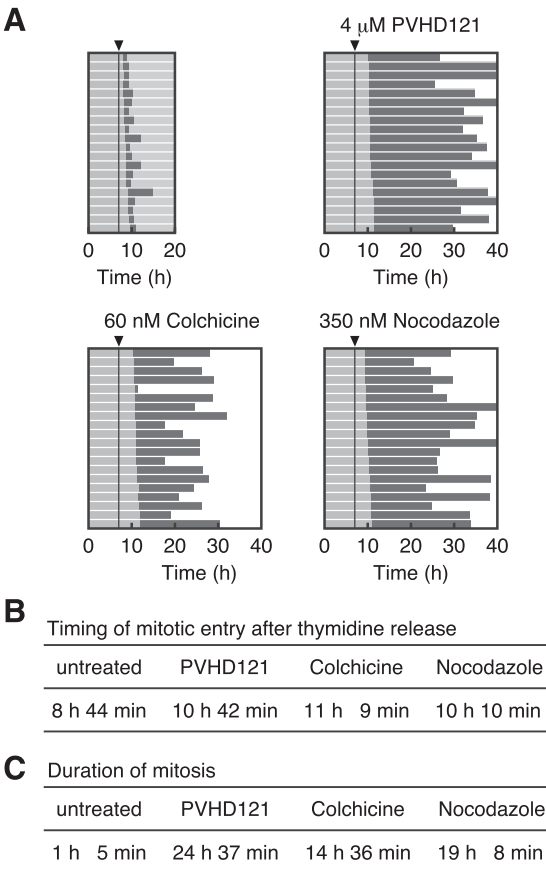 A
4 μM PVHD121
0 10 20
0 10 20 30 40
Time (h)
Time (h)
60 nM Colchicine
350 nM Nocodazole
0 10 20 30 40
0 10 20 30 40
Time (h)
Time (h)
B
Timing of mitotic entry after thymidine release
untreated PVHD121 Colchicine Nocodazole
8 h 44 min 10 h 42 min 11 h 9 min 10 h 10 min
C
Duration of mitosis
untreated PVHD121 Colchicine Nocodazole
1 h 5 min 24 h 37 min 14 h 36 min 19 h 8 min